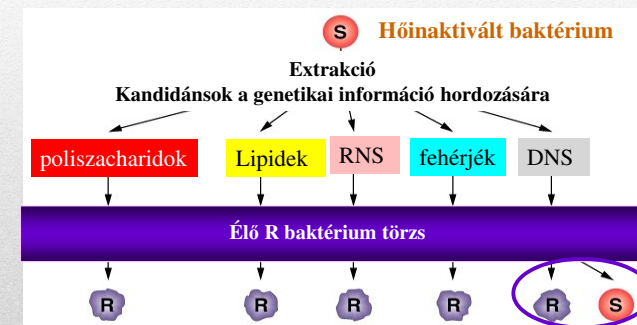 S Hőinaktivált baktérium
Extrakció
Kandidánsok a genetikai információ hordozására
poliszacharidok Lipidek RNS fehérjék DNS
Élő R baktérium törzs
R R R R R S